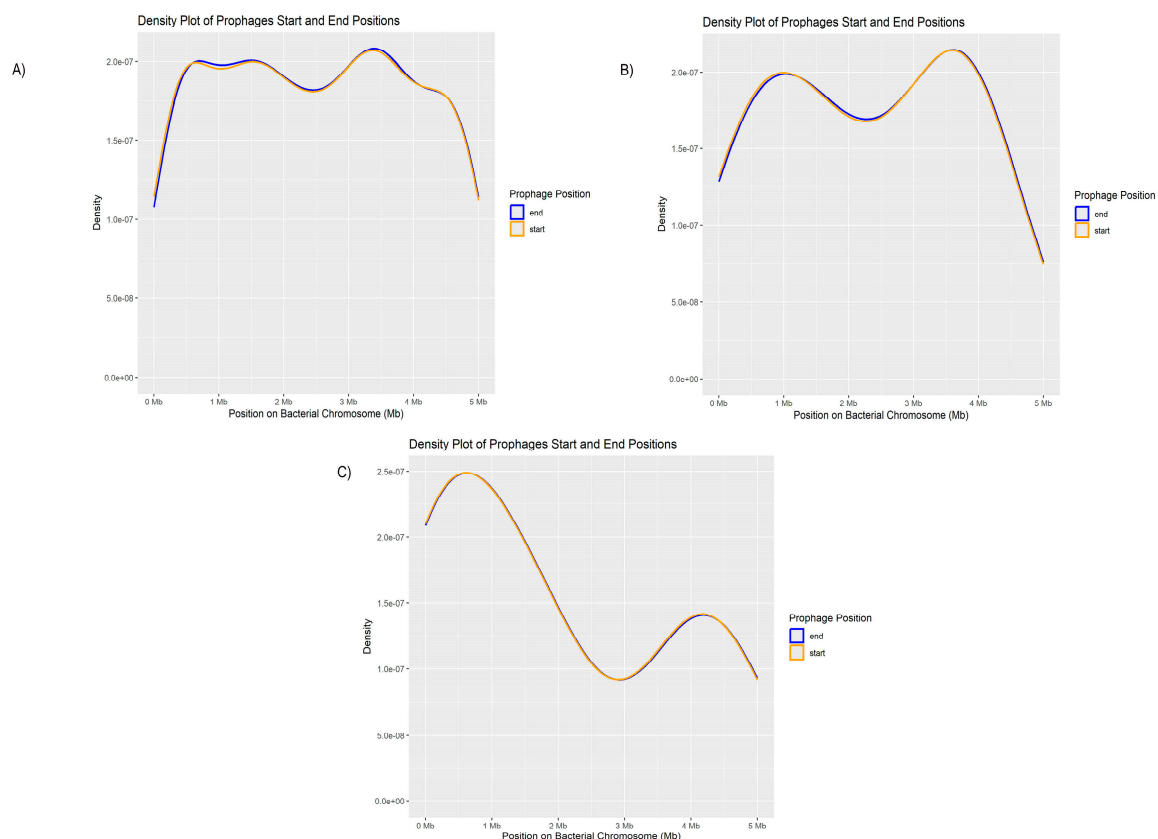 A)
Density Plot of Prophages Start and End Positions
2.0e-07
1.5e-07
1.0e-07
5.0e-08
0.0e+00
Density
0 Mb 1 Mb 2 Mb 3 Mb 4 Mb 5 Mb
Position on Bacterial Chromosome (Mb)
Prophage Position
end
start
B)
Density Plot of Prophages Start and End Positions
2.0e-07
1.5e-07
1.0e-07
5.0e-08
0.0e+00
Density
0 Mb 1 Mb 2 Mb 3 Mb 4 Mb 5 Mb
Position on Bacterial Chromosome (Mb)
Prophage Position
end
start
C)
Density Plot of Prophages Start and End Positions
2.5e-07
2.0e-07
1.5e-07
1.0e-07
5.0e-08
0.0e+00
Density
0 Mb 1 Mb 2 Mb 3 Mb 4 Mb 5 Mb
Position on Bacterial Chromosome (Mb)
Prophage Position
end
start